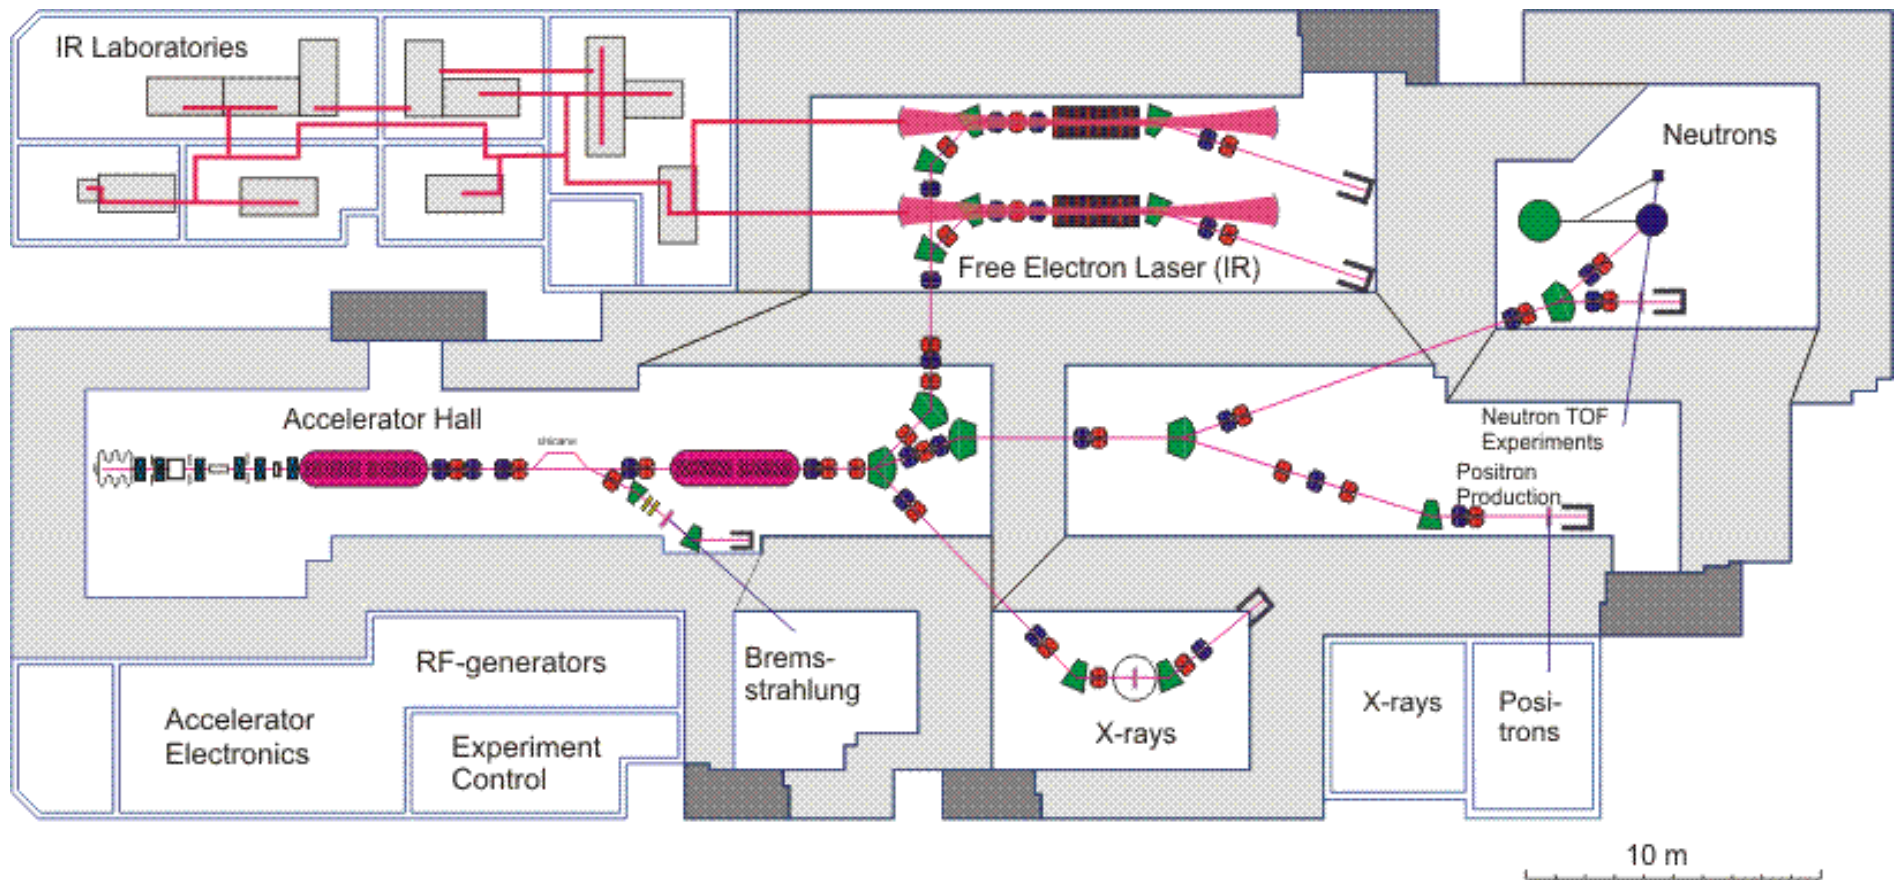 IR Laboratories
Neutrons
Free Electron Laser (IR)
Accelerator Hall
chicane
Neutron TOF
Experiments
Positron
Production
RF-generators
Accelerator
Electronics
Experiment
Control
Brems-
strahlung
X-rays
X-rays
Posi-
trons
10 m